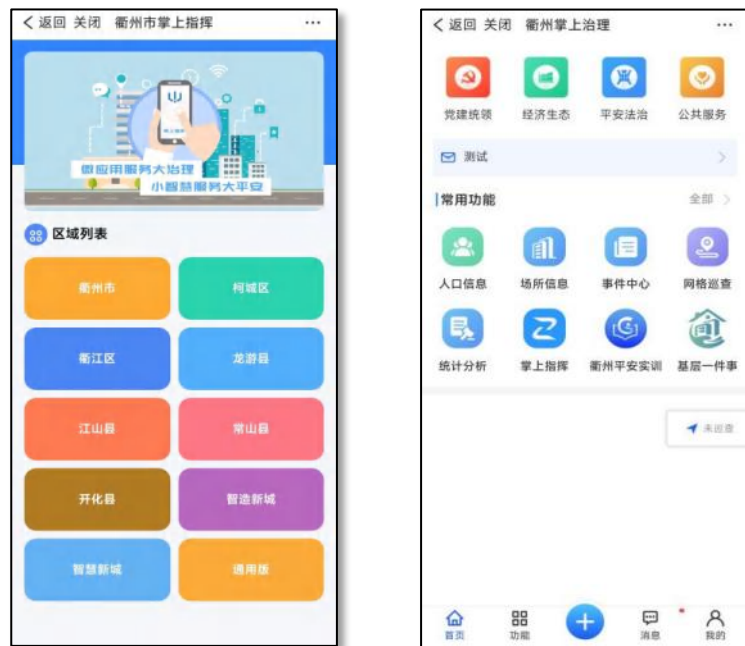 返回 关闭 衢州市掌上指挥
微应用服务大治理
小智慧服务大平安
区域列表
衢州市
柯城区
衢江区
龙游县
江山县
常山县
开化县
智造新城
智慧新城
通用版
返回 关闭 衢州掌上治理
党建统领 经济生态 平安法治 公共服务
测试
常用功能 全部
人口信息 场所信息 事件中心 网格巡查
统计分析 掌上指挥 衢州平安实训 基层一件事
未巡查
首页 功能 消息 我的